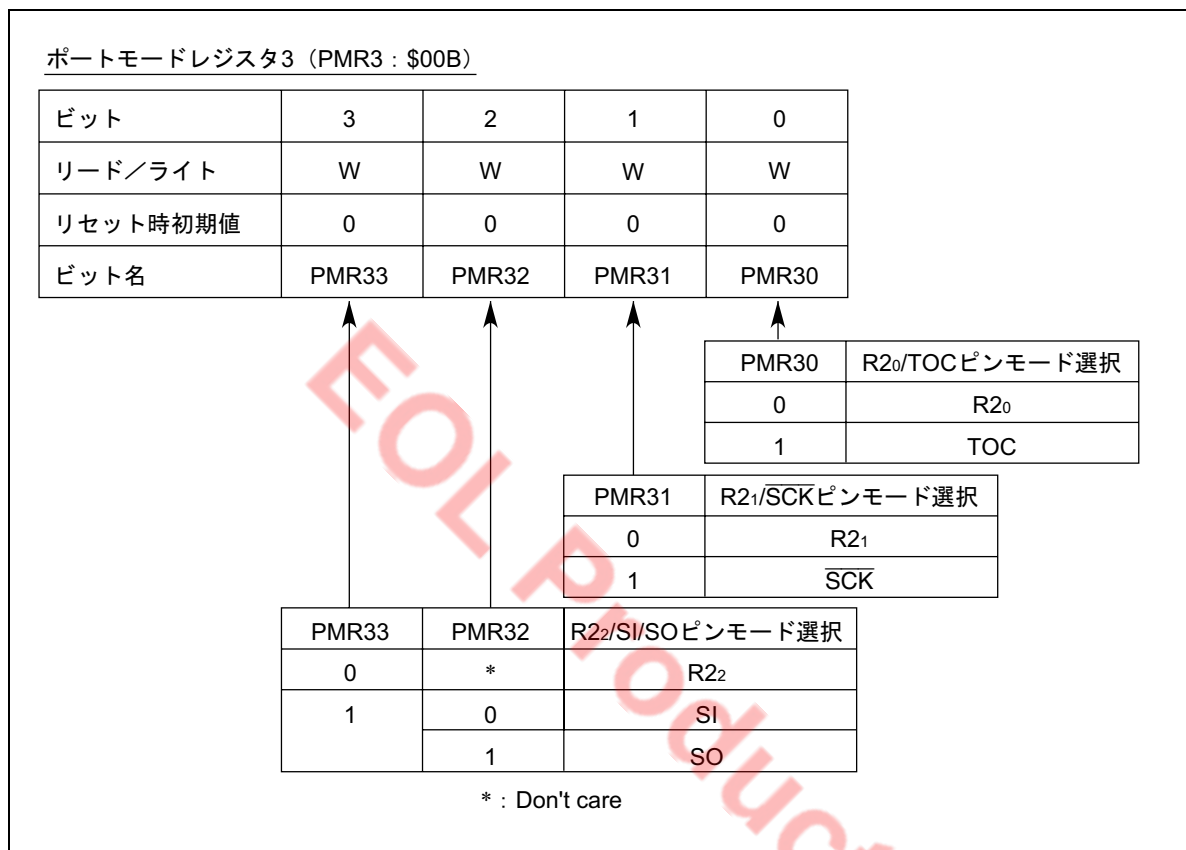 ポートモードレジスタ3（PMR3：$00B）
ビット 3 2 1 0
リード／ライト W W W W
リセット時初期値 0 0 0 0
ビット名 PMR33 PMR32 PMR31 PMR30
PMR30 R20/TOCピンモード選択
0 R20
1 TOC
PMR31 R21/S̅C̅K̅ピンモード選択
0 R21
1 S̅C̅K̅
PMR33 PMR32 R22/SI/SOピンモード選択
0 * R22
1 0 SI
1 SO
*：Don't care
EOL Product